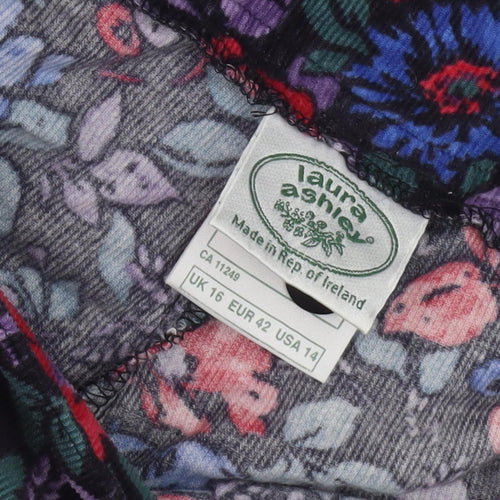 laura
ashley
Made in Rep. of Ireland
CA 11249
UK 16 EUR 42 USA 14